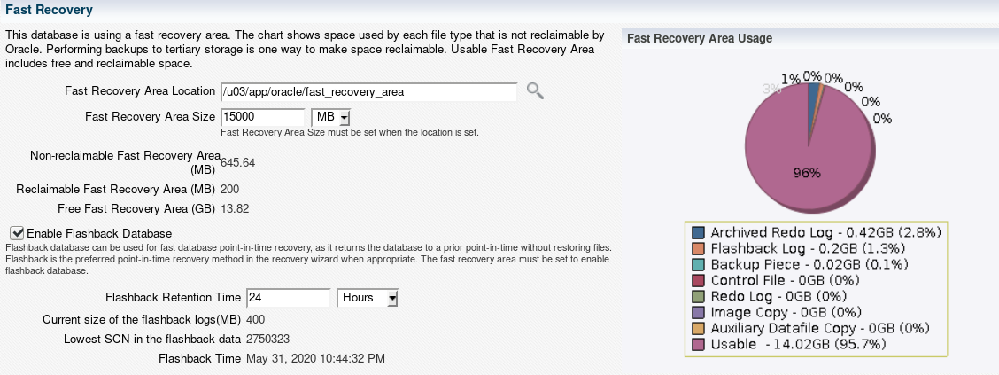 Fast Recovery
This database is using a fast recovery area. The chart shows space used by each file type that is not reclaimable by
Oracle. Performing backups to tertiary storage is one way to make space reclaimable. Usable Fast Recovery Area
includes free and reclaimable space.
Fast Recovery Area Location /u03/app/oracle/fast_recovery_area
Fast Recovery Area Size 15000 MB
Fast Recovery Area Size must be set when the location is set.
Non-reclaimable Fast Recovery Area
(MB) 645.64
Reclaimable Fast Recovery Area (MB) 200
Free Fast Recovery Area (GB) 13.82
Enable Flashback Database
Flashback database can be used for fast database point-in-time recovery, as it returns the database to a prior point-in-time without restoring files.
Flashback is the preferred point-in-time recovery method in the recovery wizard when appropriate. The fast recovery area must be set to enable
flashback database.
Flashback Retention Time 24 Hours
Current size of the flashback logs(MB) 400
Lowest SCN in the flashback data 2750323
Flashback Time May 31, 2020 10:44:32 PM
Fast Recovery Area Usage
3% 1% 0% 0%
0%
0%
0%
96%
Archived Redo Log - 0.42GB (2.8%)
Flashback Log - 0.2GB (1.3%)
Backup Piece - 0.02GB (0.1%)
Control File - 0GB (0%)
Redo Log - 0GB (0%)
Image Copy - 0GB (0%)
Auxiliary Datafile Copy - 0GB (0%)
Usable - 14.02GB (95.7%)